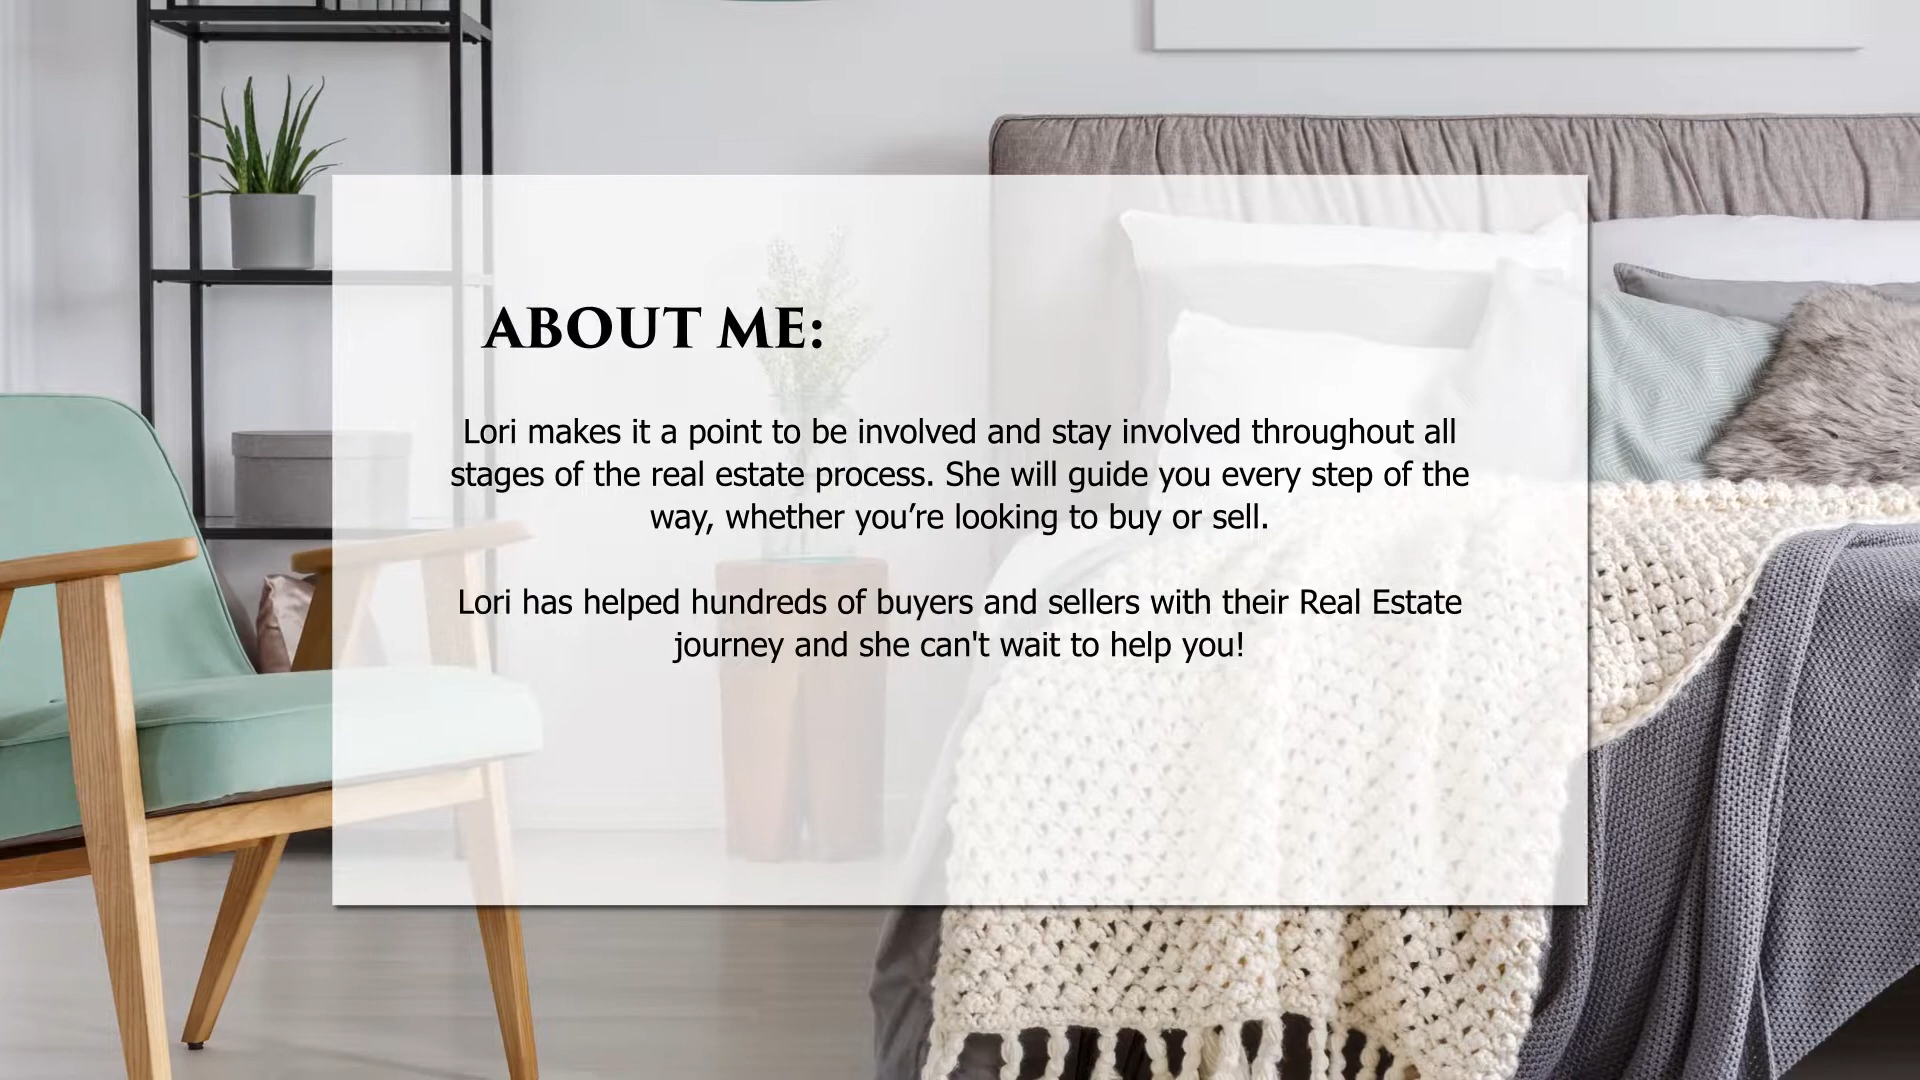 ABOUT ME:
Lori makes it a point to be involved and stay involved throughout all
stages of the real estate process. She will guide you every step of the
way, whether you’re looking to buy or sell.
Lori has helped hundreds of buyers and sellers with their Real Estate
journey and she can't wait to help you!